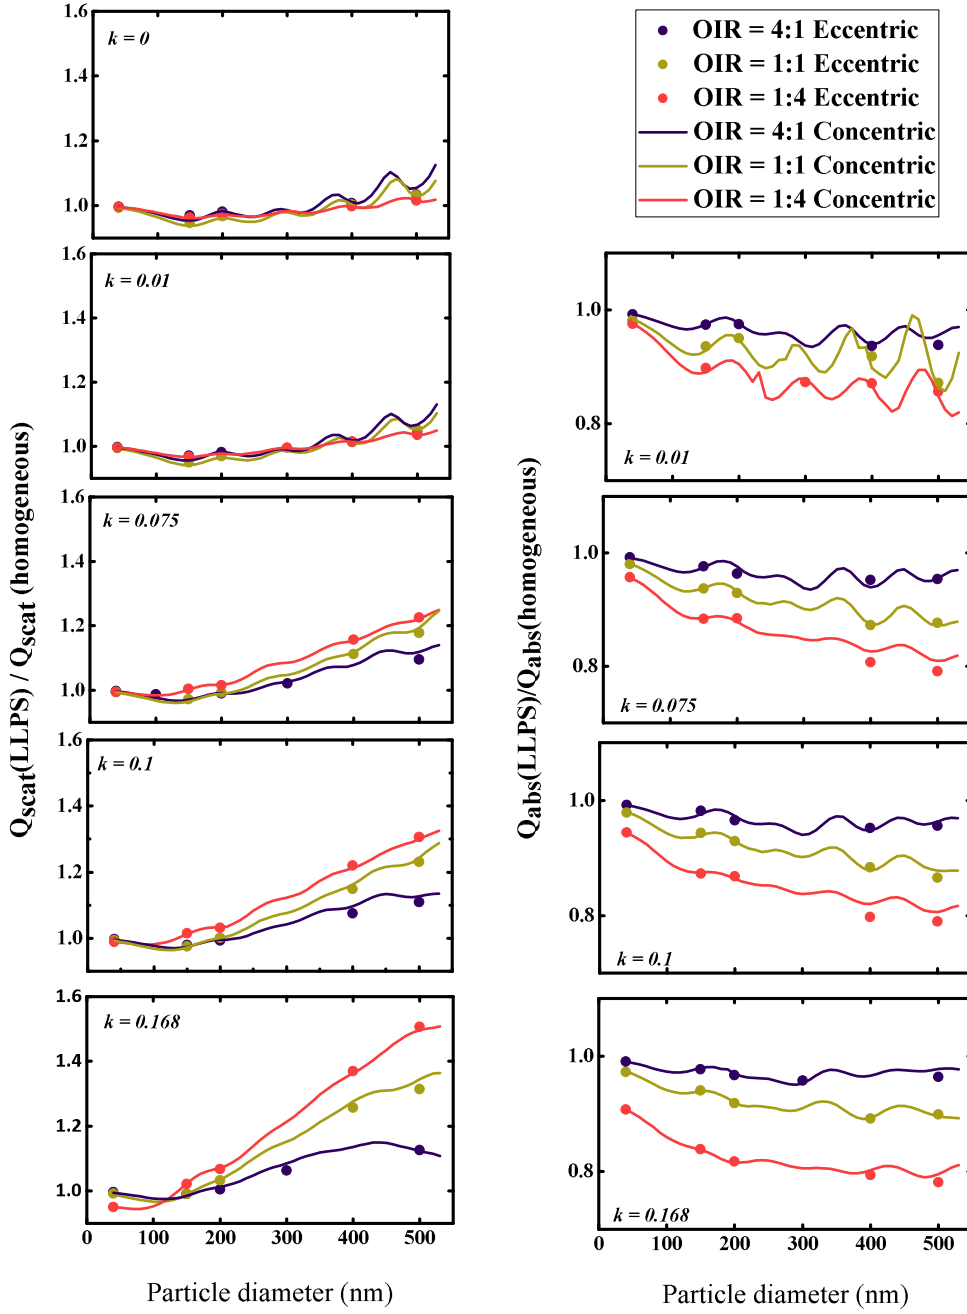 1.6
k = 0
1.4
1.2
1.0
OIR = 4:1 Eccentric
OIR = 1:1 Eccentric
OIR = 1:4 Eccentric
OIR = 4:1 Concentric
OIR = 1:1 Concentric
OIR = 1:4 Concentric
1.6
k = 0.01
1.4
1.2
1.0
1.6
k = 0.075
1.4
1.2
1.0
1.6
k = 0.1
1.4
1.2
1.0
1.6
k = 0.168
1.4
1.2
1.0
0 100 200 300 400 500
Particle diameter (nm)
Qscat(LLPS) / Qscat (homogeneous)
1.0
0.8
k = 0.01
1.0
0.8
k = 0.075
1.0
0.8
k = 0.1
1.0
0.8
k = 0.168
0 100 200 300 400 500
Particle diameter (nm)
Qabs(LLPS)/Qabs(homogeneous)